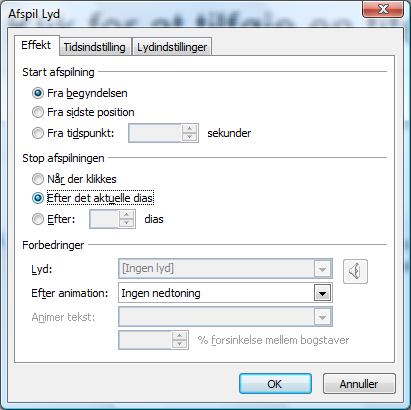 Afspil Lyd
Effekt Tidsindstilling Lydindstillinger
Start afspilning
Fra begyndelsen
Fra sidste position
Fra tidspunkt: sekunder
Stop afspilningen
Når der klikkes
Efter det aktuelle dias
Efter: dias
Forbedringer
Lyd: [Ingen lyd]
Efter animation: Ingen nedtoning
Animer tekst:
% forsinkelse mellem bogstaver
OK Annuller